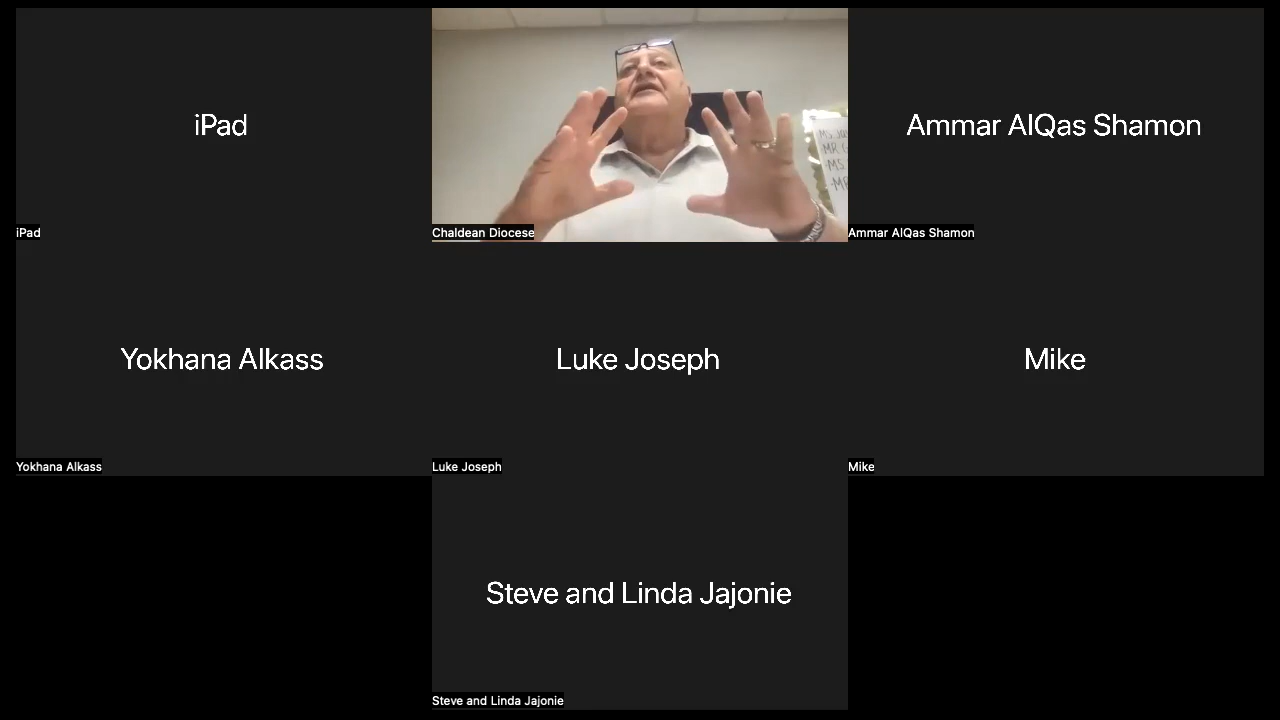 iPad
iPad
Chaldean Diocese
Ammar AlQas Shamon
Ammar AlQas Shamon
Yokhana Alkass
Yokhana Alkass
Luke Joseph
Luke Joseph
Mike
Mike
Steve and Linda Jajonie
Steve and Linda Jajonie